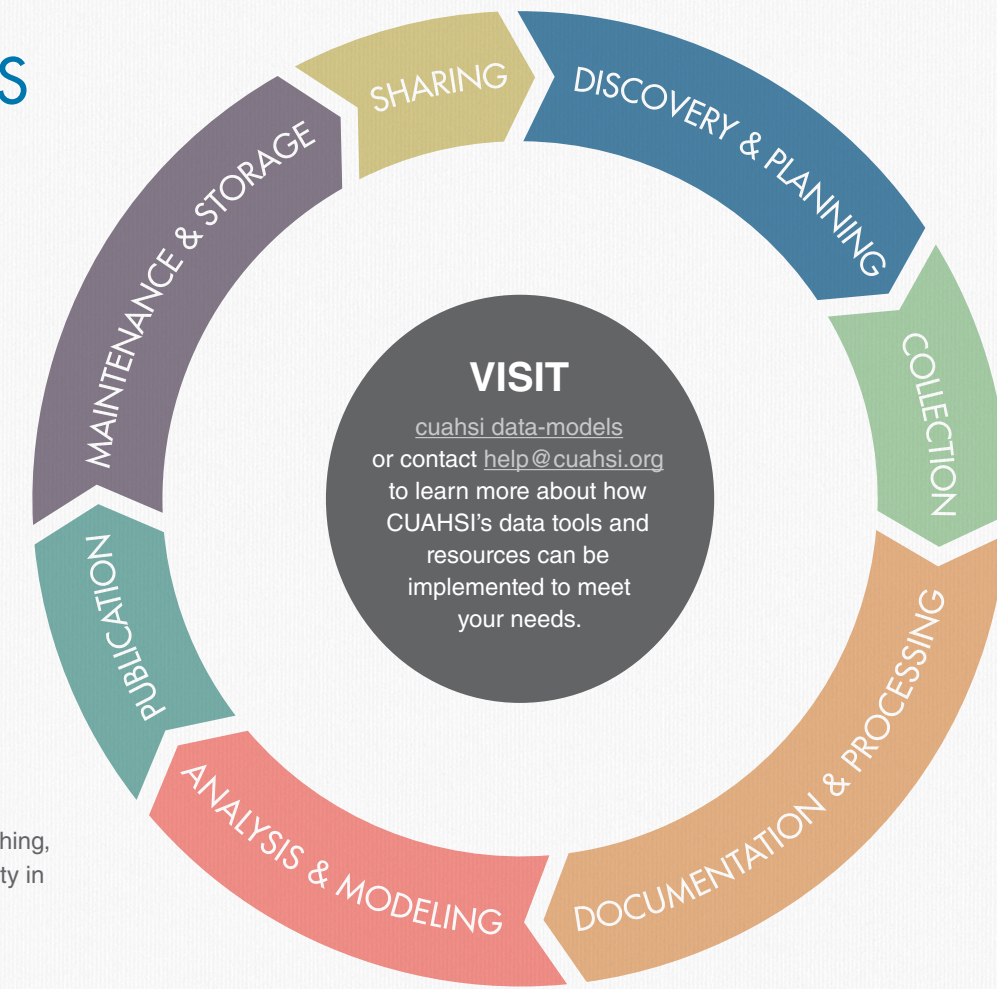 S
SHARING
DISCOVERY & PLANNING
COLLECTION
DOCUMENTATION & PROCESSING
ANALYSIS & MODELING
PUBLICATION
MAINTENANCE & STORAGE
VISIT
cuahsi data-models
or contact help@cuahsi.org
to learn more about how
CUAHSI's data tools and
resources can be
implemented to meet
your needs.
hing,
ty in